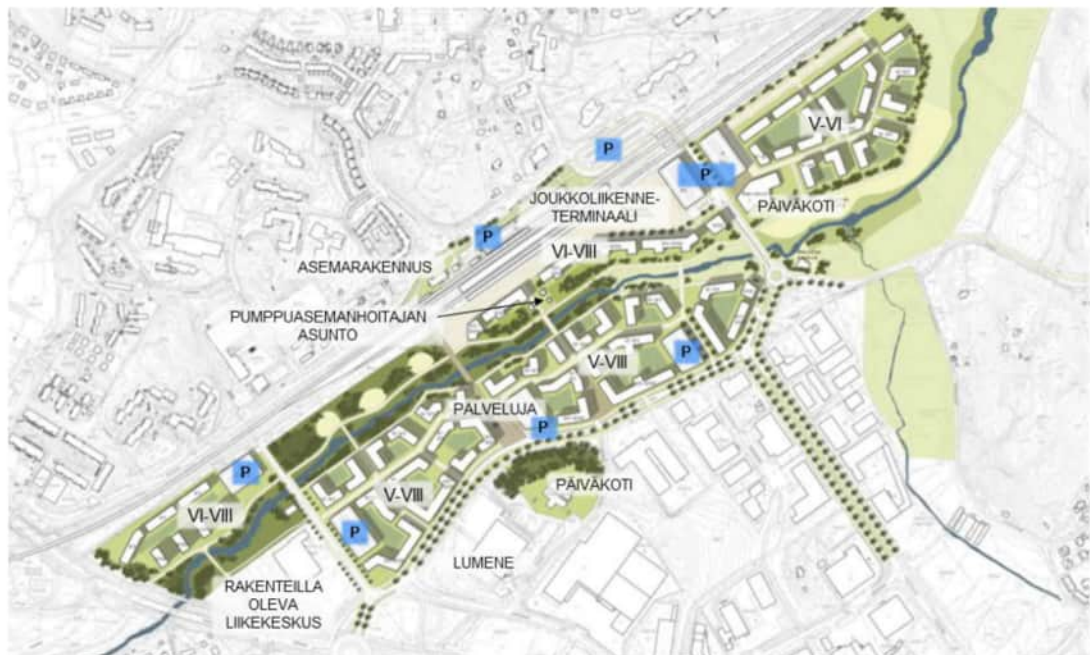 V-VI
P
P
JOUKKOLIIKENNE-
TERMINAALI
PÄIVÄKOTI
P
ASEMARAKENNUS
VI-VIII
PUMPPUASEMANHOITAJAN
ASUNTO
P
V-VIII
PALVELUJA
P
P
PÄIVÄKOTI
V-VIII
VI-VIII
P
LUMENE
RAKENTEILLA
OLEVA
LIIKEKESKUS